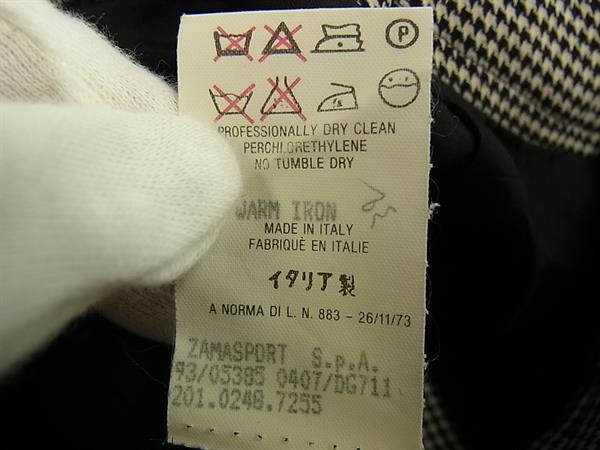 P
PROFESSIONALLY DRY CLEAN
PERCHLORETHYLENE
NO TUMBLE DRY
WARM IRON
MADE IN ITALY
FABRIQUÈ EN ITALIE
イタリア製
A NORMA DI L. N. 883 - 26/11/73
ZAMASPORT S.p.A.
93/05385 0407/DG711
201.0248.7255